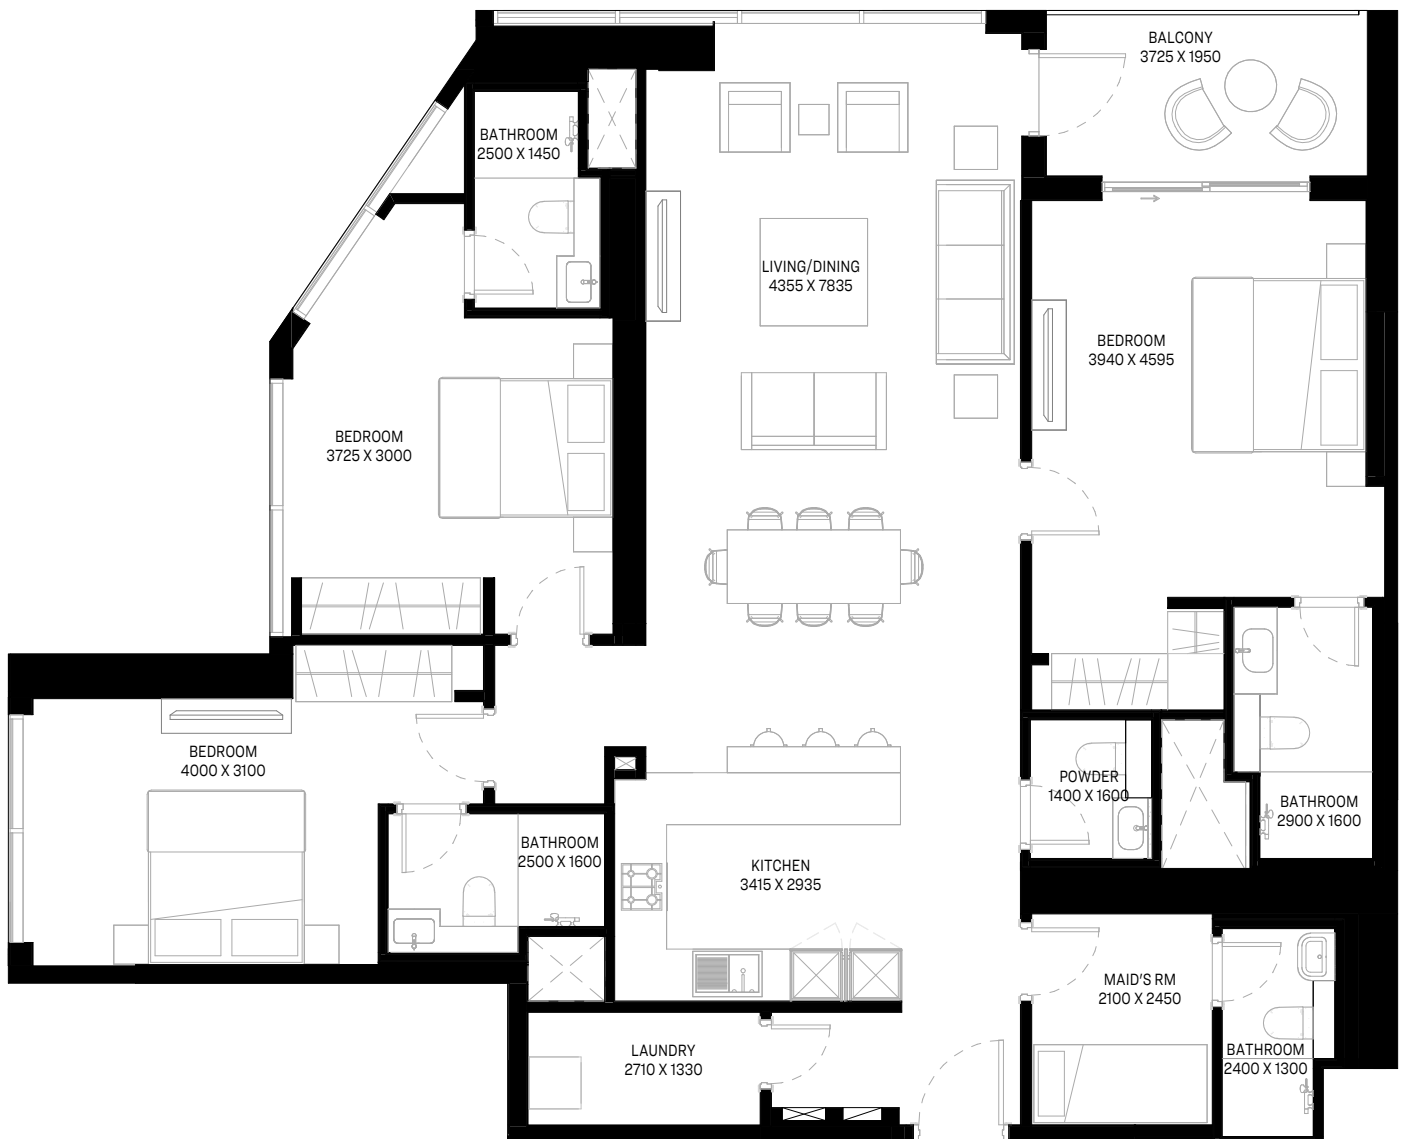 BALCONY
3725 X 1950
BATHROOM
2500 X 1450
LIVING/DINING
4355 X 7835
BEDROOM
3940 X 4595
BEDROOM
3725 X 3000
BEDROOM
4000 X 3100
POWDER
1400 X 1600
BATHROOM
2900 X 1600
BATHROOM
2500 X 1600
KITCHEN
3415 X 2935
MAID'S RM
2100 X 2450
LAUNDRY
2710 X 1330
BATHROOM
2400 X 1300